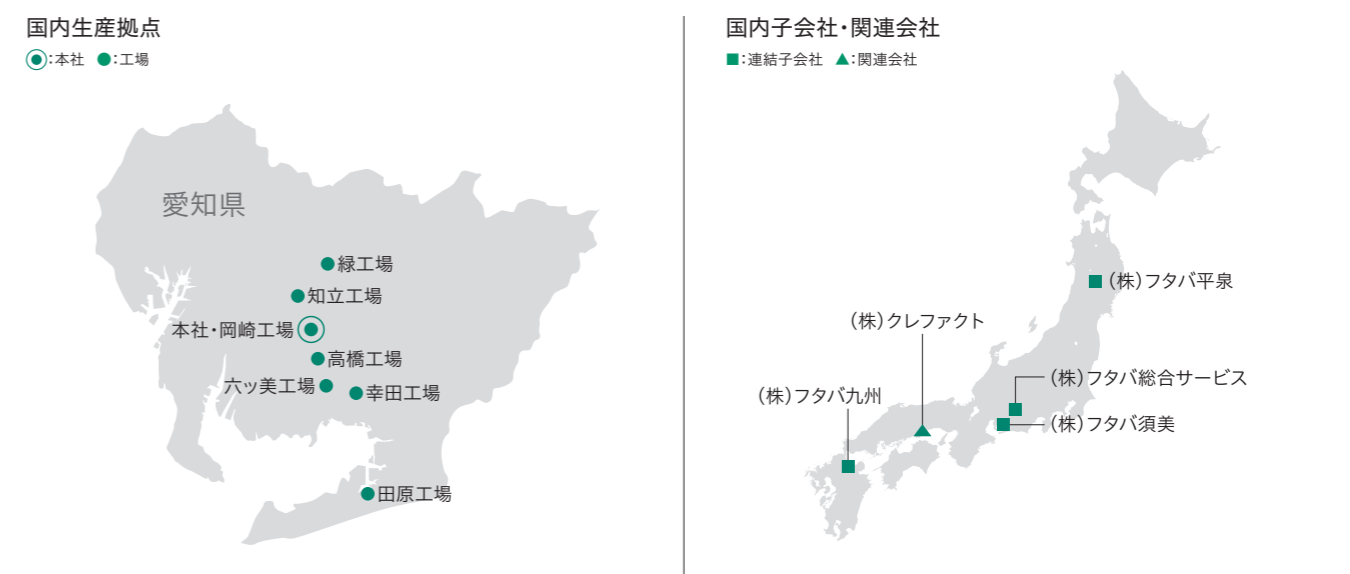 国内生産拠点
:本社 :工場
愛知県
緑工場
知立工場
本社・岡崎工場
高橋工場
六ッ美工場
幸田工場
田原工場
国内子会社・関連会社
:連結子会社 :関連会社
(株)フタバ平泉
(株)クレファクト
(株)フタバ総合サービス
(株)フタバ九州
(株)フタバ須美